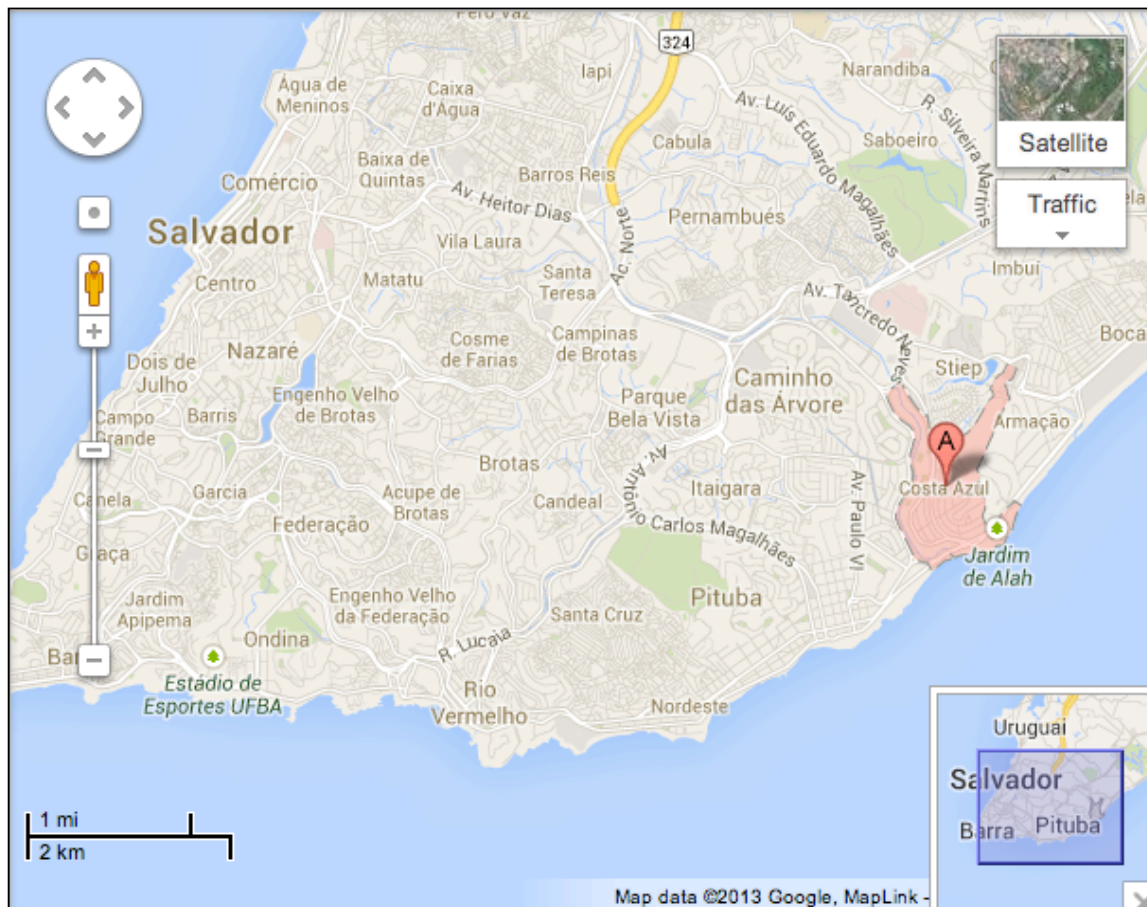 Pero Vaz
324
Iapi
Narandiba
Água de
Meninos
Caixa
d'Água
Av. Luís Eduardo Magalhães
R. Silveira Martins
Satellite
Cabula
Saboeiro
Baixa de
Quintas
Barros Reis
Comércio
Av. Heitor Dias
Traffic
Salvador
Vila Laura
Ac. Norte
Pernambués
Imbuí
Centro
Matatu
Santa
Teresa
Av. Tancredo Neves
Nazaré
Cosme
de Farias
Campinas
de Brotas
Boca
Dois de
Julho
Stiep
Caminho
das Árvore
Engenho Velho
de Brotas
Parque
Bela Vista
Campo
Grande
Barris
Armação
A
Brotas
Av. Antônio Carlos Magalhães
Itaigara
Av. Paulo VI
Costa Azul
Canela
Garcia
Acupe de
Brotas
Candeal
Federação
Graça
Jardim
de Alah
Jardim
Apipema
Engenho Velho
da Federação
Pituba
Santa Cruz
Ondina
R. Lucaia
Bar
Estádio de
Esportes UFBA
Rio
Vermelho
Nordeste
Uruguai
Salvador
Barra
Pituba
1 mi
2 km
Map data ©2013 Google, MapLink -